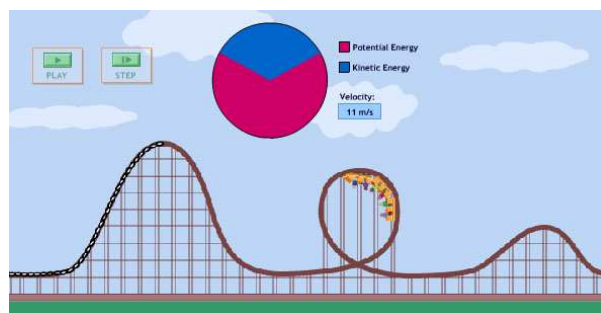 Potential Energy
Kinetic Energy
PLAY
STEP
Velocity:
11 m/s